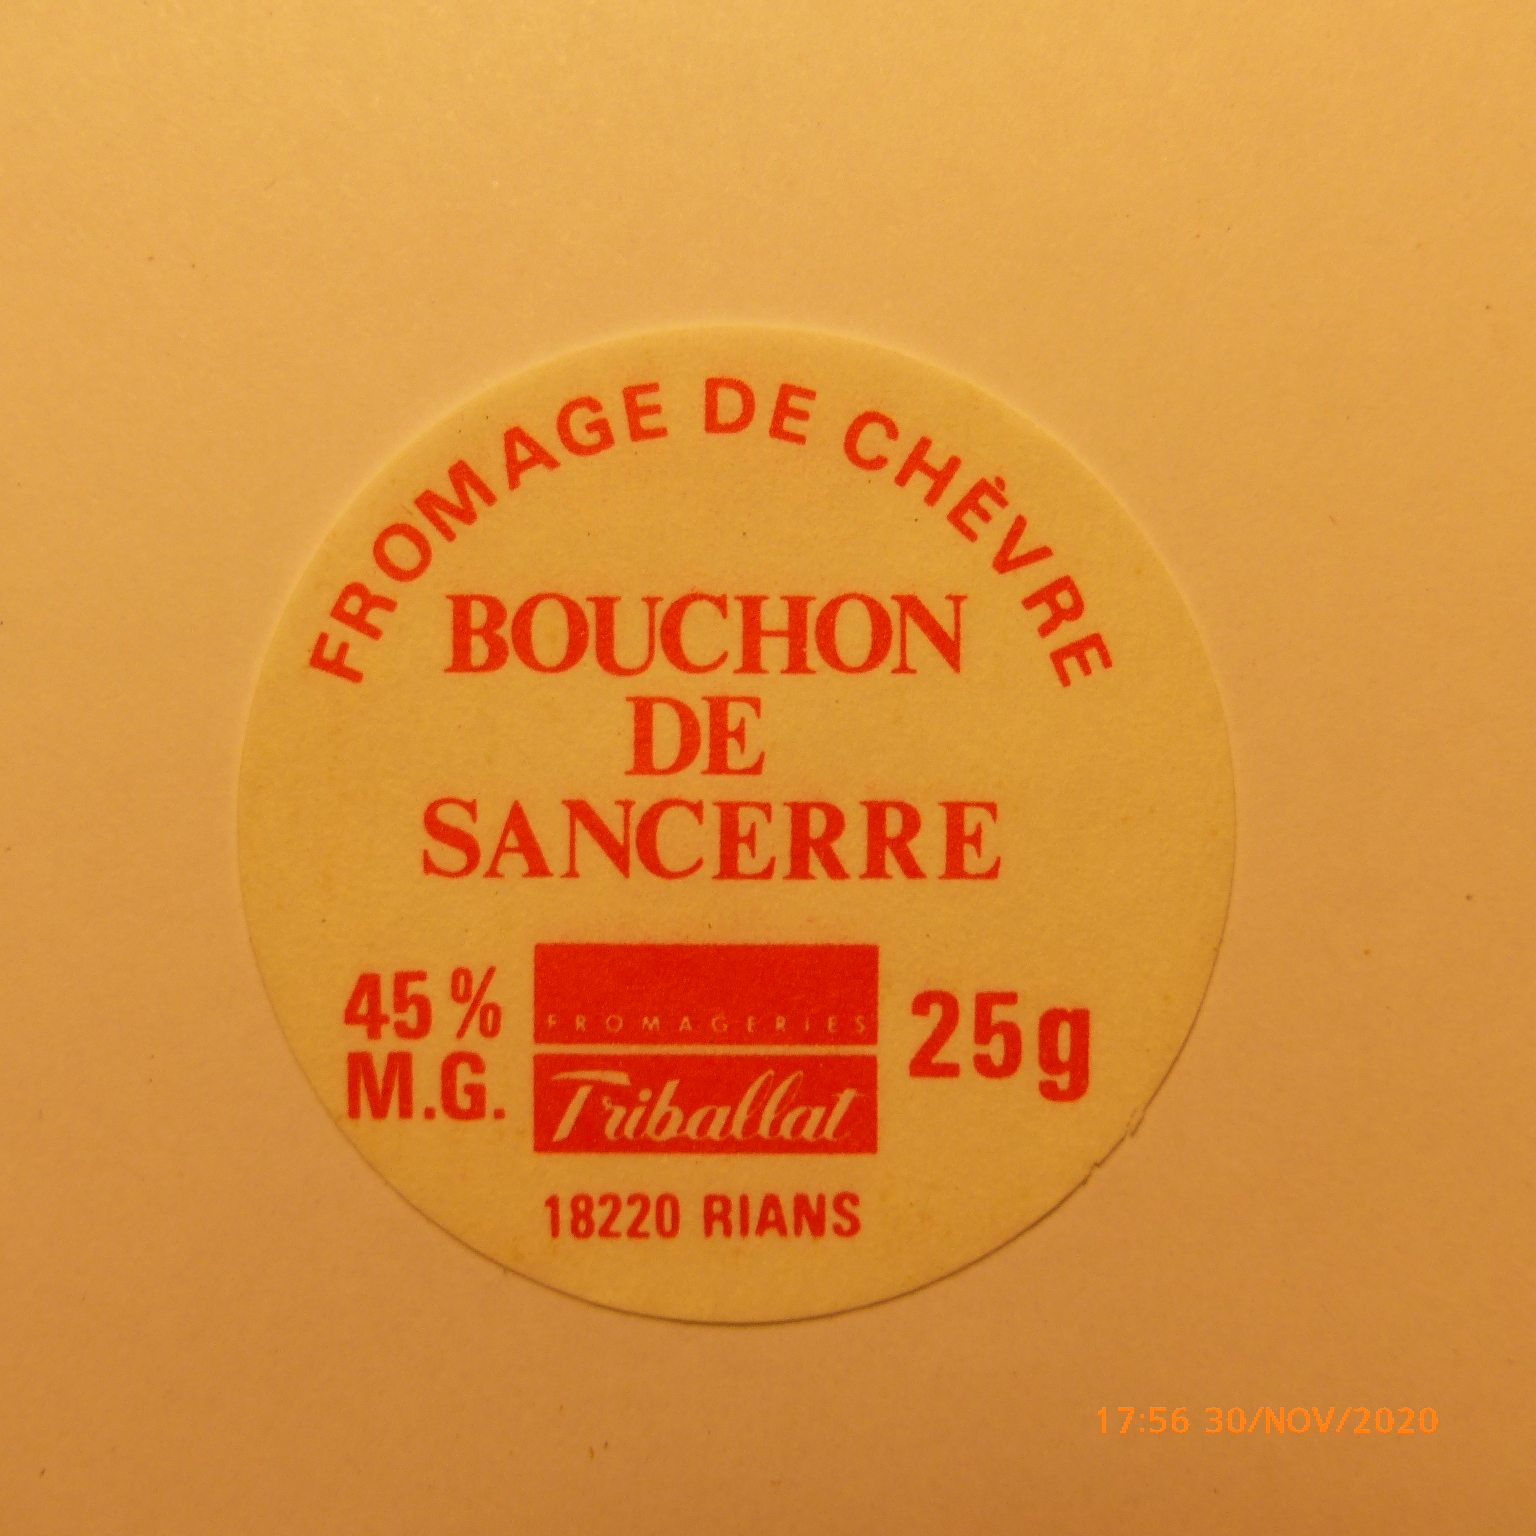 FROMAGE DE CHÈVRE
BOUCHON
DE
SANCERRE
45%
M.G.
FROMAGERIES
Triballat
25g
18220 RIANS
17:56 30/NOV/2020